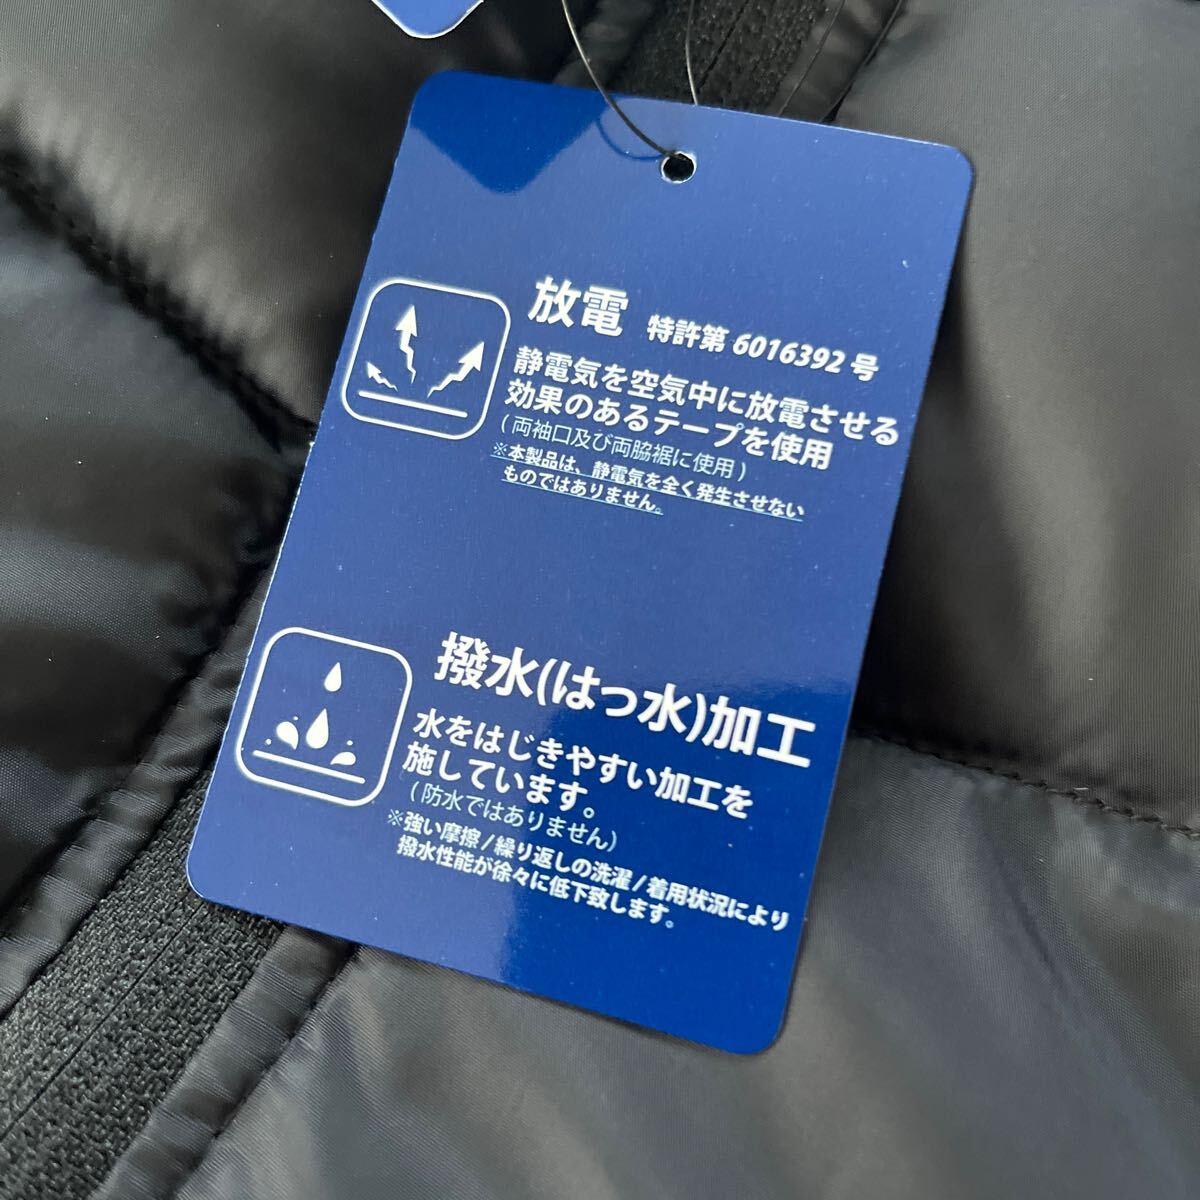 放電 特許第 6016392 号
静電気を空気中に放電させる
効果のあるテープを使用
(両袖口及び両脇裾に使用)
※本製品は、静電気を全く発生させない
ものではありません。
撥水(はっ水)加工
水をはじきやすい加工を
施しています。
(防水ではありません)
※強い摩擦/繰り返しの洗濯/着用状況により
撥水性能が徐々に低下致します。